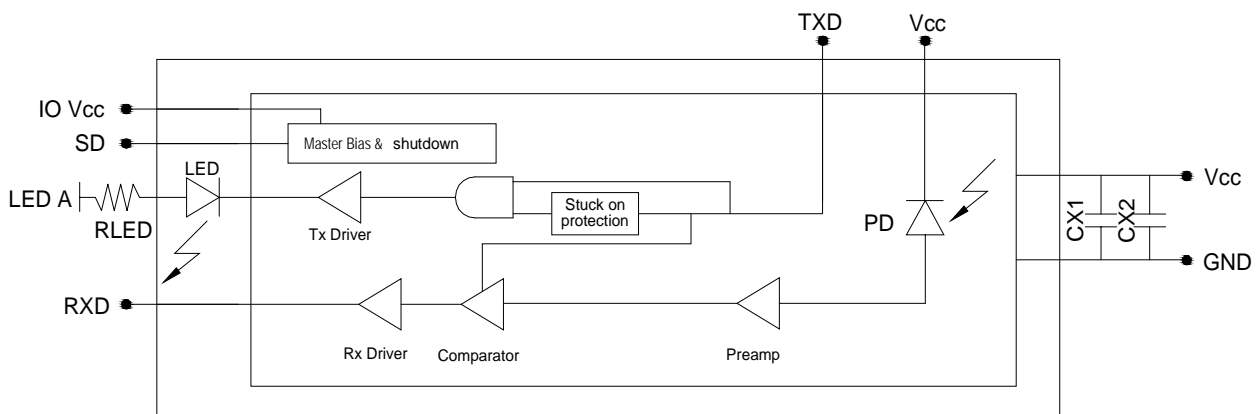 TXD
Vcc
IO Vcc
SD
Master Bias & shutdown
LED
LED A
RLED
Tx Driver
Stuck on
protection
PD
CX1
CX2
Vcc
GND
RXD
Rx Driver
Comparator
Preamp